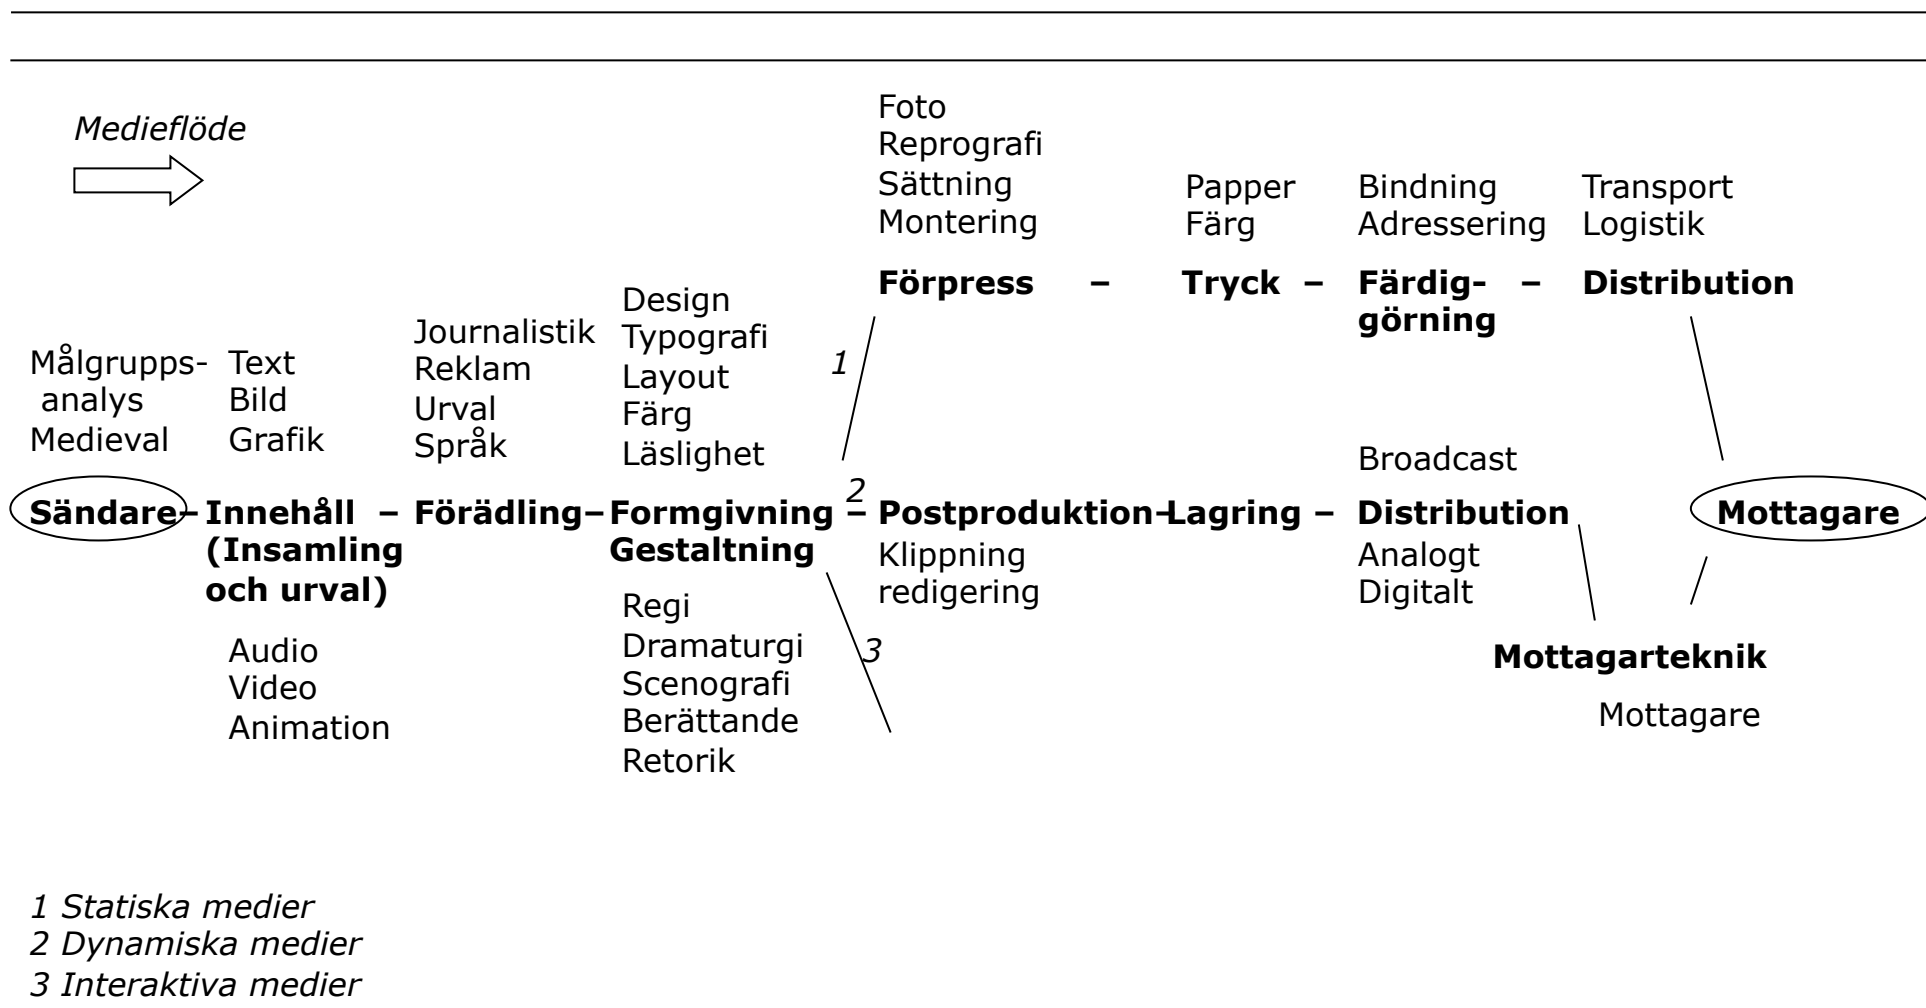 Medieflöde
Foto
Reprografi
Sättning
Montering
Papper
Färg
Bindning
Adressering
Transport
Logistik
Förpress – Tryck – Färdig- – Distribution
görning
Design
Typografi
Layout
Färg
Läslighet
Journalistik
Reklam
Urval
Språk
Målgrupps-
analys
Medieval
Text
Bild
Grafik
1
Broadcast
2
Sändare – Innehåll – Förädling – Formgivning – Postproduktion – Lagring – Distribution Mottagare
(Insamling
och urval)
Gestaltning
Klippning
redigering
Analogt
Digitalt
Audio
Video
Animation
Regi
Dramaturgi
Scenografi
Berättande
Retorik
3
Mottagarteknik
Mottagare
1 Statiska medier
2 Dynamiska medier
3 Interaktiva medier